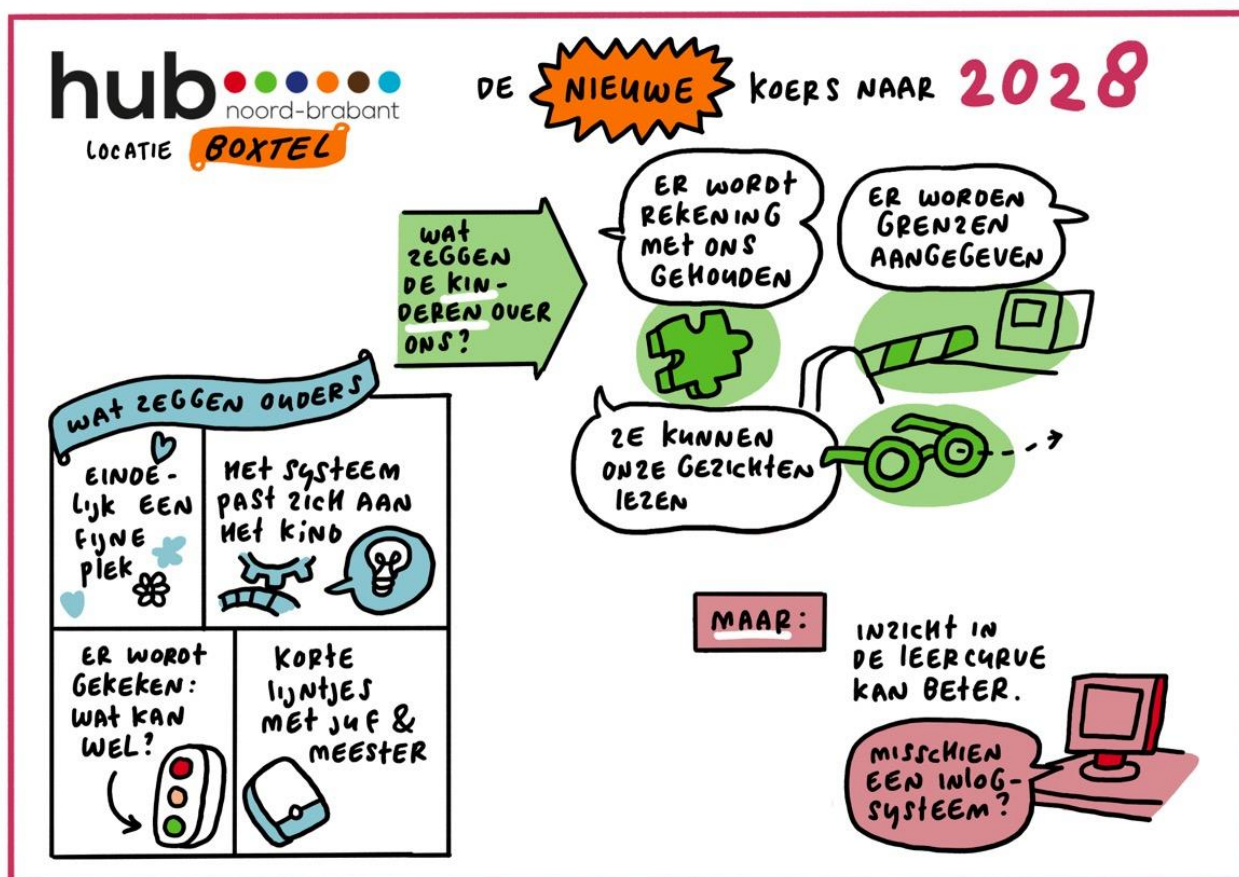 hub
noord-brabant
LOCATIE BOXTEL
DE NIEUWE KOERS NAAR 2028
WAT
ZEGGEN
DE KIN-
DEREN OVER
ONS?
ER WORDT
REKENING
MET ONS
GEHOUDEN
ER WORDEN
GRENZEN
AANGEGEVEN
ZE KUNNEN
ONZE GEZICHTEN
LEZEN
WAT ZEGGEN OUDERS
EINDE-
LIJK EEN
FIJNE
PLEK
HET SYSTEEM
PAST ZICH AAN
HET KIND
ER WORDT
GEKEKEN:
WAT KAN
WEL?
KORTE
LIJNTJES
MET JUF &
MEESTER
MAAR:
INZICHT IN
DE LEERCURVE
KAN BETER.
MISSCHIEN
EEN INLOG-
SYSTEEM?